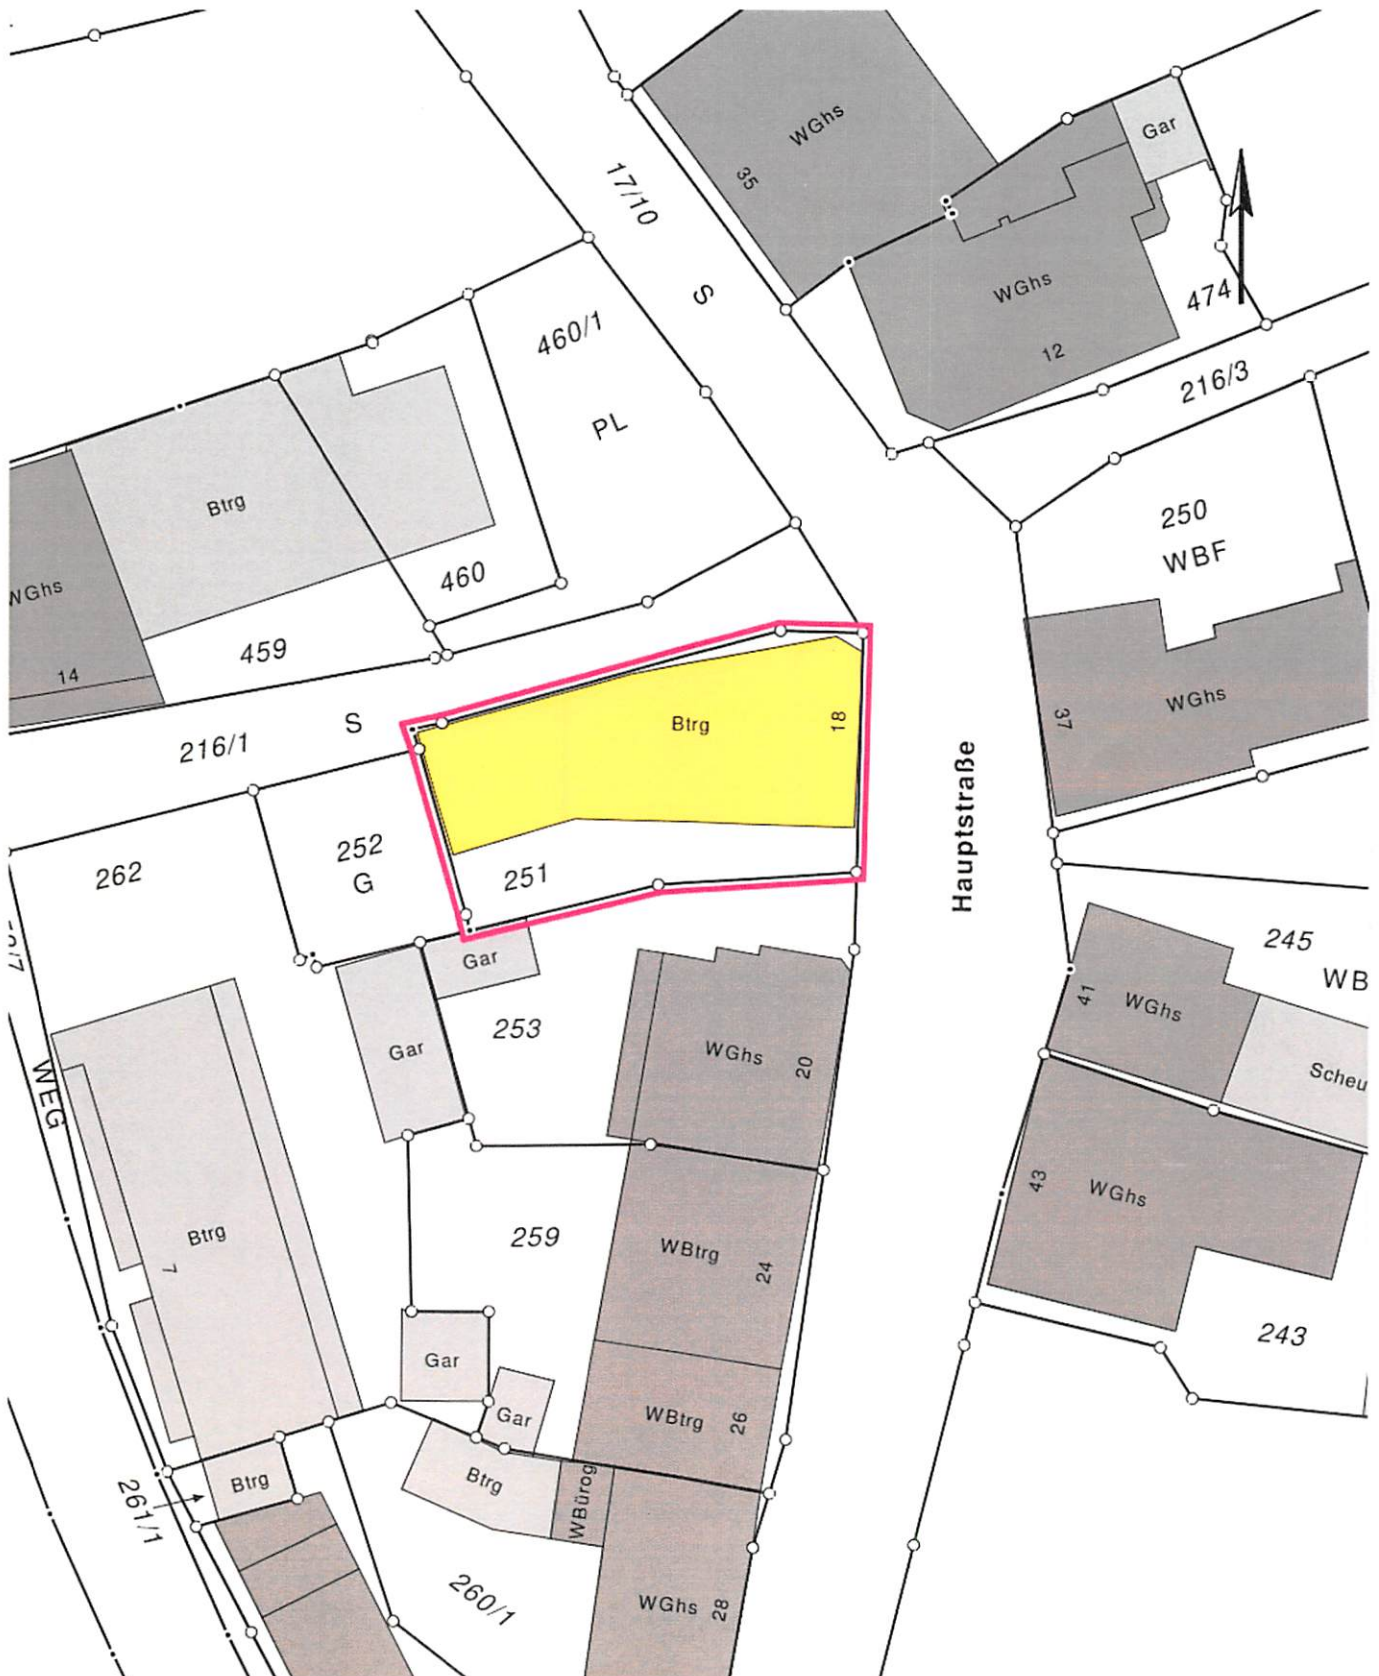 WGhs
35
Gar
17/10
S
WGhs
12
474
216/3
460/1
PL
Btrg
460
250
WBF
WGhs
14
459
WGhs
37
S
216/1
Btrg
18
Hauptstraße
252
G
251
262
245
WB
Gar
41
WGhs
253
Gar
WGhs
20
Scheu
WEG
43
WGhs
259
WBtrg
24
Btrg
7
243
Gar
Gar
WBtrg
26
Btrg
Btrg
WBürog
261/1
260/1
WGhs
28